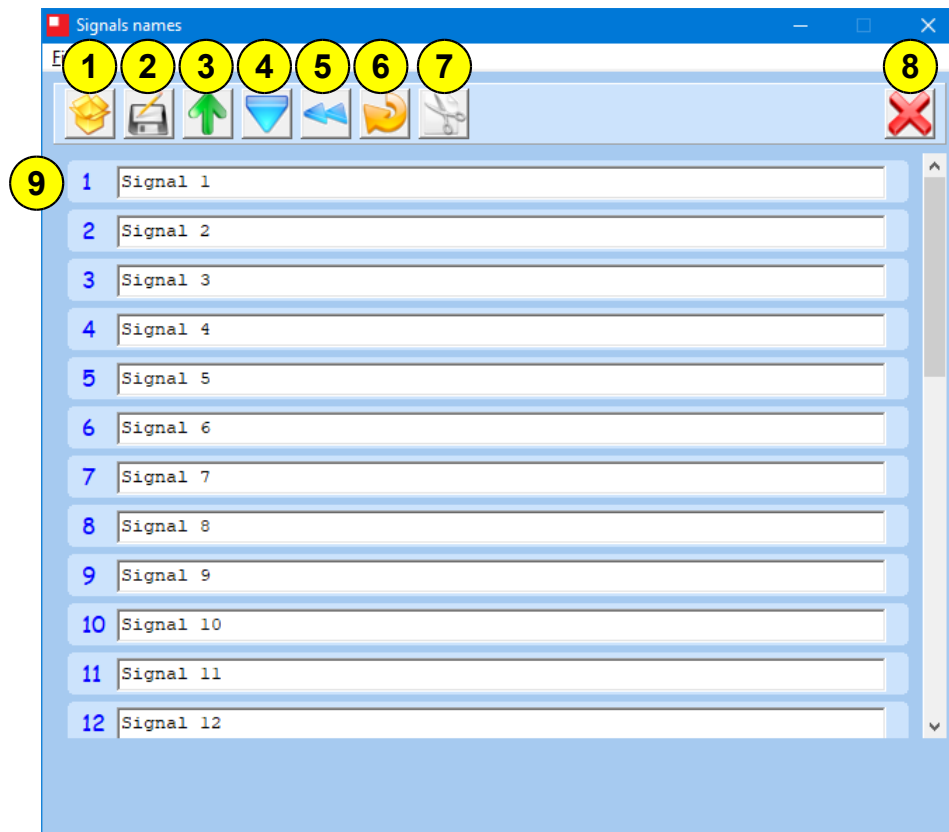 Signals names
1 2 3 4 5 6 7 8
9
1 Signal 1
2 Signal 2
3 Signal 3
4 Signal 4
5 Signal 5
6 Signal 6
7 Signal 7
8 Signal 8
9 Signal 9
10 Signal 10
11 Signal 11
12 Signal 12